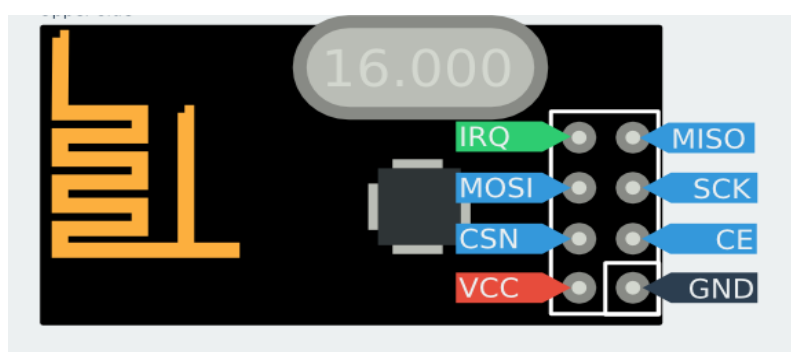 16.000
IRQ MISO
MOSI SCK
CSN CE
VCC GND